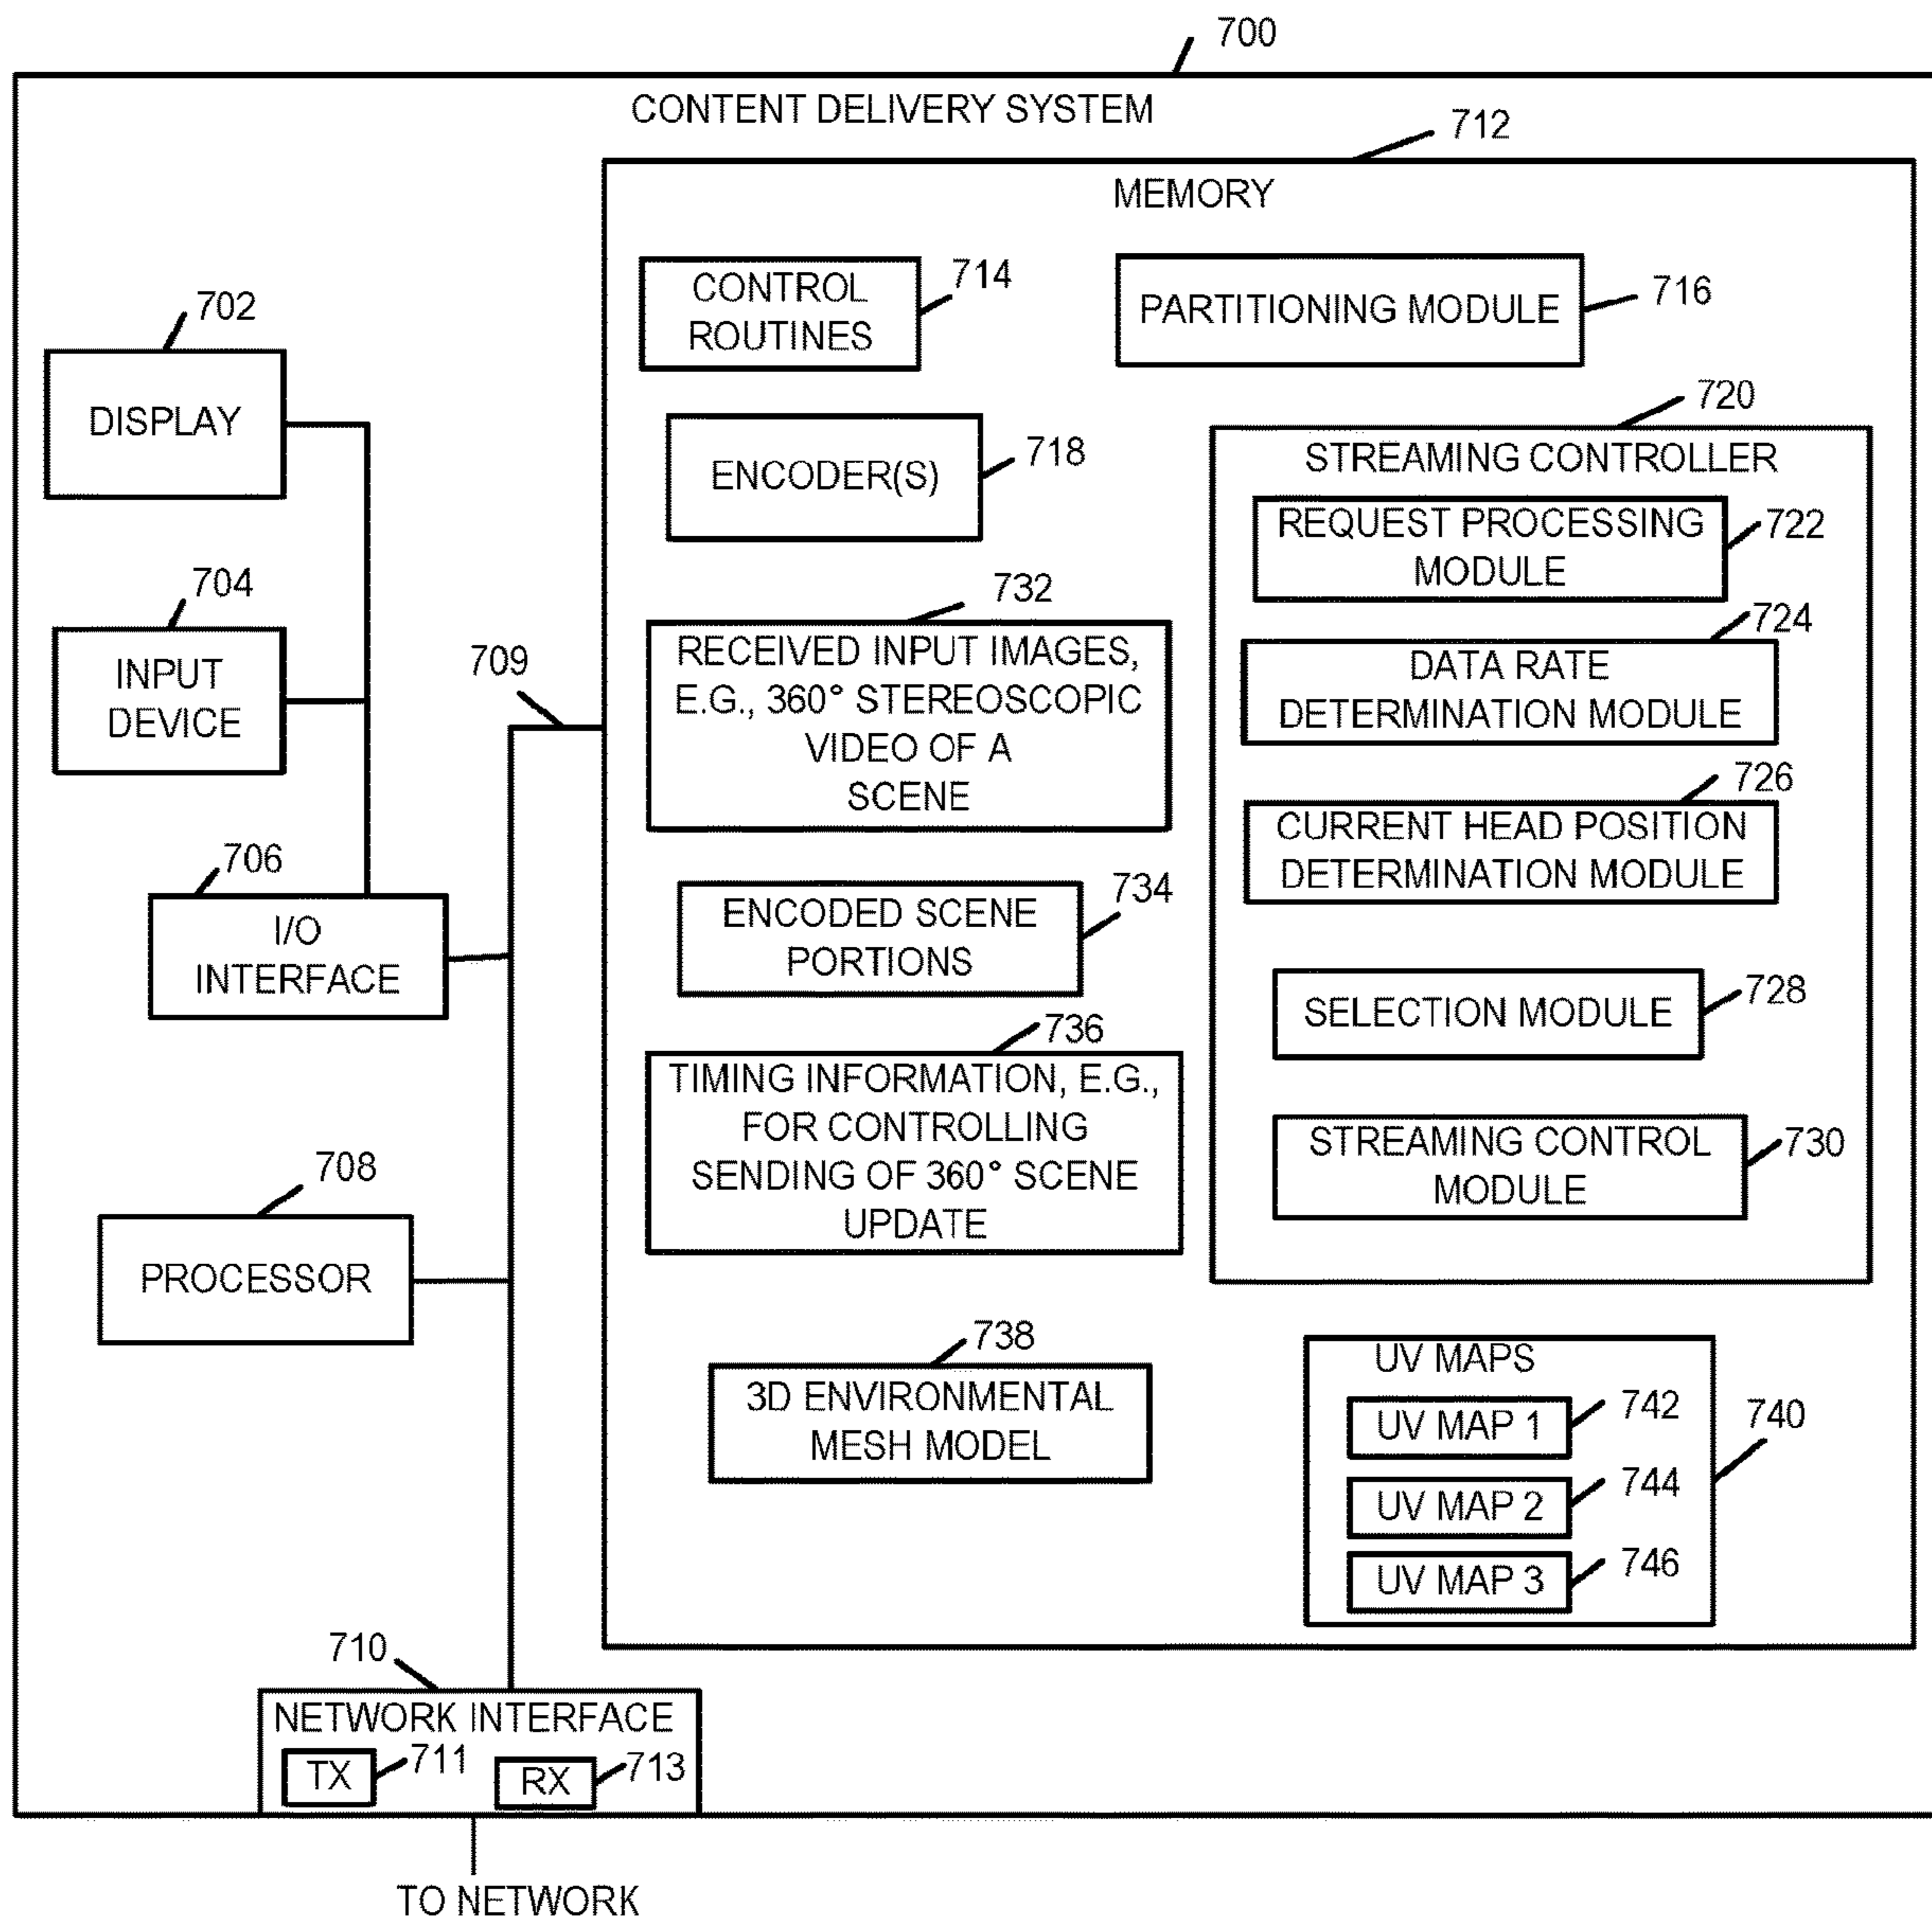 700
CONTENT DELIVERY SYSTEM
712
MEMORY
CONTROL
ROUTINES
714
PARTITIONING MODULE
716
702
DISPLAY
ENCODER(S)
718
720
STREAMING CONTROLLER
REQUEST PROCESSING
MODULE
722
704
INPUT
DEVICE
709
732
RECEIVED INPUT IMAGES,
E.G., 360° STEREOSCOPIC
VIDEO OF A
SCENE
724
DATA RATE
DETERMINATION MODULE
726
CURRENT HEAD POSITION
DETERMINATION MODULE
706
I/O
INTERFACE
ENCODED SCENE
PORTIONS
734
SELECTION MODULE
728
736
TIMING INFORMATION, E.G.,
FOR CONTROLLING
SENDING OF 360° SCENE
UPDATE
STREAMING CONTROL
MODULE
730
708
PROCESSOR
738
3D ENVIRONMENTAL
MESH MODEL
UV MAPS
UV MAP 1
742
740
UV MAP 2
744
UV MAP 3
746
710
NETWORK INTERFACE
TX
711
RX
713
TO NETWORK